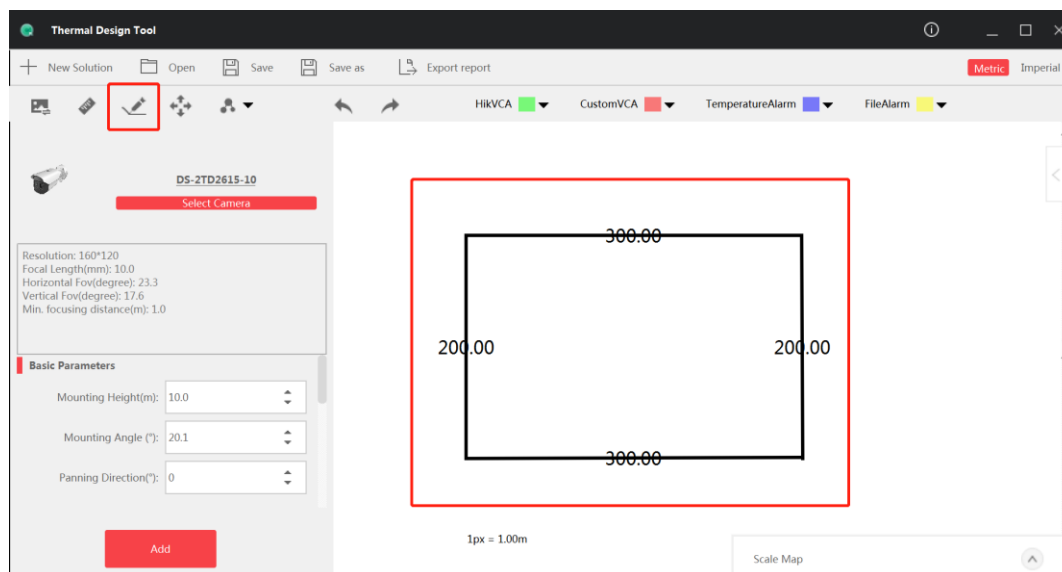 Thermal Design Tool
New Solution Open Save Save as Export report Metric Imperial
HikVCA CustomVCA TemperatureAlarm FileAlarm
DS-2TD2615-10
Select Camera
Resolution: 160*120
Focal Length(mm): 10.0
Horizontal Fov(degree): 23.3
Vertical Fov(degree): 17.6
Min. focusing distance(m): 1.0
Basic Parameters
Mounting Height(m): 10.0
Mounting Angle (°): 20.1
Panning Direction(°): 0
Add
300.00
200.00 200.00
300.00
1px = 1.00m
Scale Map